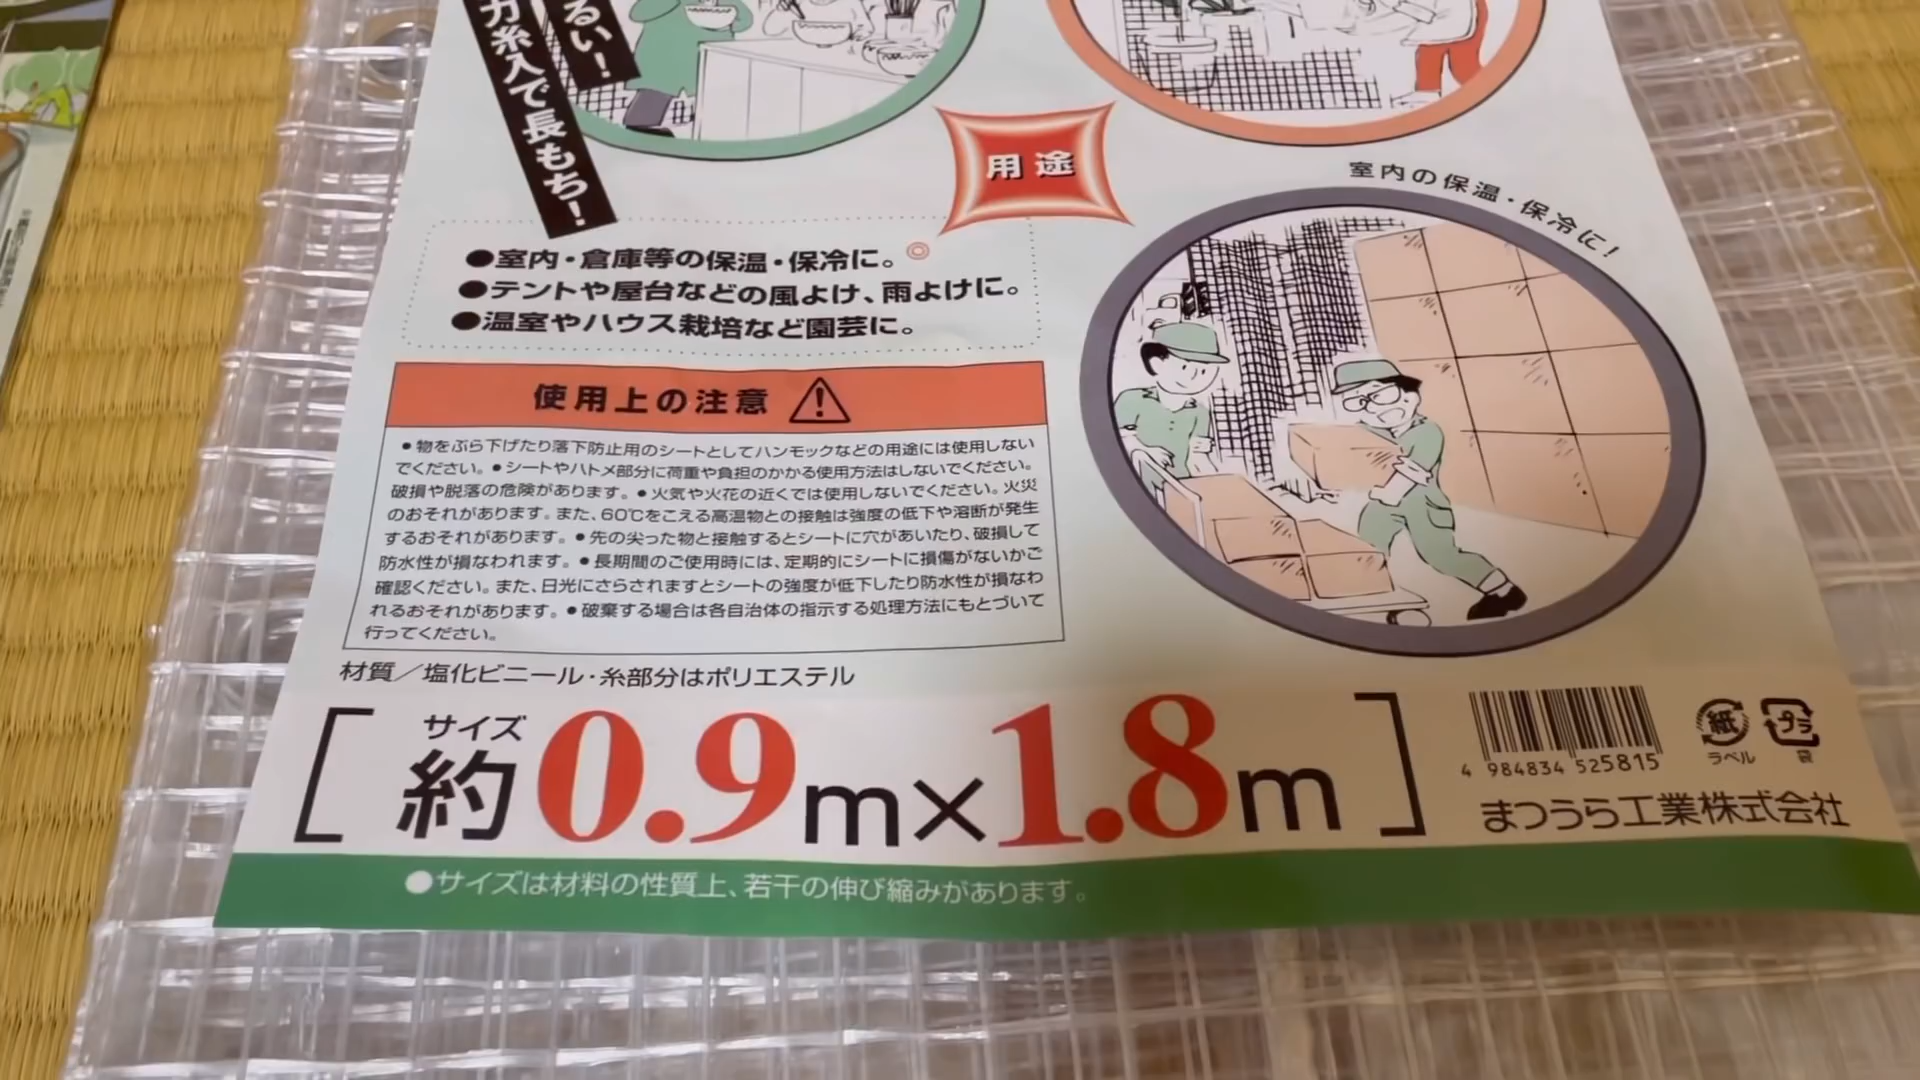 るい!
力糸入で長もち!
用途
室内の保温・保冷に!
●室内・倉庫等の保温・保冷に。◎
●テントや屋台などの風よけ、雨よけに。
●温室やハウス栽培など園芸に。
使用上の注意
●物をぶら下げたり落下防止用のシートとしてハンモックなどの用途には使用しない
でください。●シートやハトメ部分に荷重や負担のかかる使用方法はしないでください。
破損や脱落の危険があります。●火気や火花の近くでは使用しないでください。火災
のおそれがあります。また、60℃をこえる高温物との接触は強度の低下や溶断が発生
するおそれがあります。●先の尖った物と接触するとシートに穴があいたり、破損して
防水性が損なわれます。●長期間のご使用時には、定期的にシートに損傷がないかご
確認ください。また、日光にさらされますとシートの強度が低下したり防水性が損なわ
れるおそれがあります。●破棄する場合は各自治体の指示する処理方法にもとづいて
行ってください。
材質/塩化ビニール・糸部分はポリエステル
サイズ
[約0.9m×1.8m]
4 984834 525815
紙 プラ
ラベル 袋
まつうら工業株式会社
●サイズは材料の性質上、若干の伸び縮みがあります。